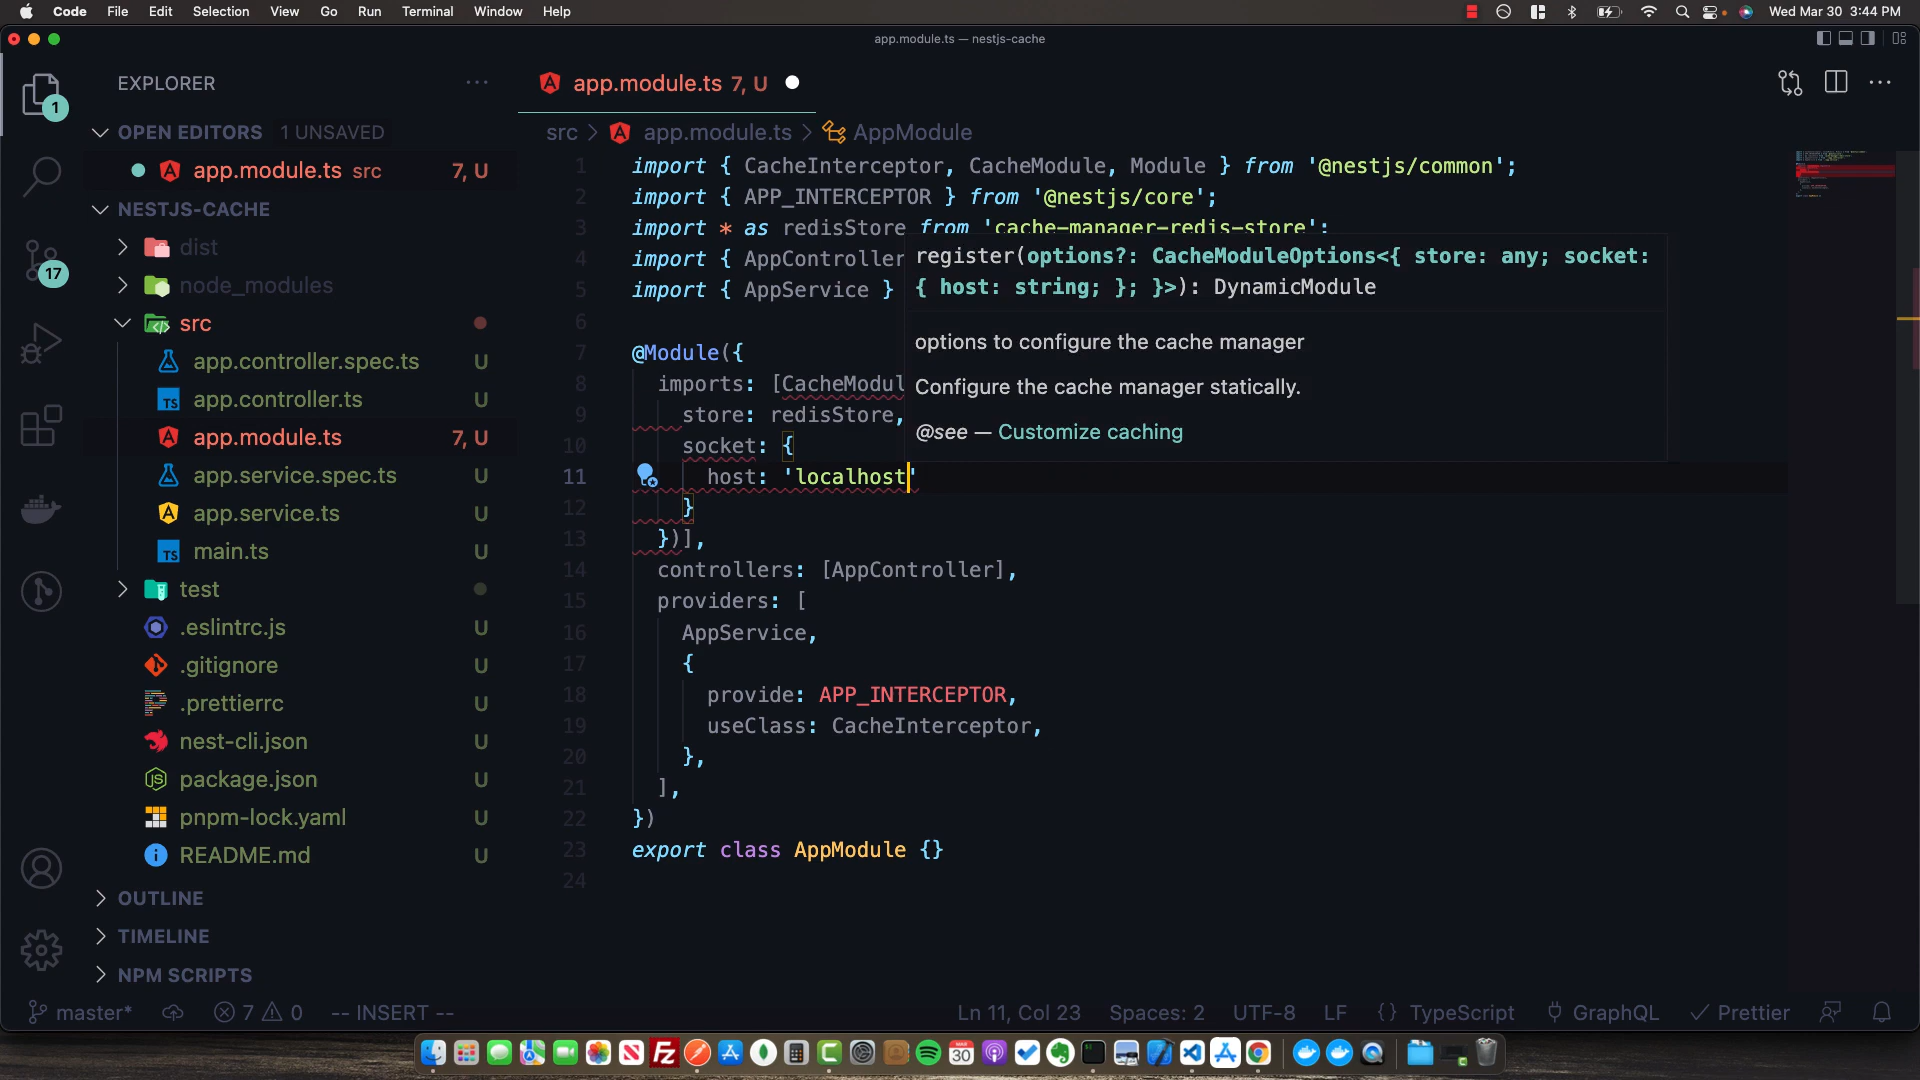 Code File Edit Selection View Go Run Terminal Window Help Wed Mar 30 3:44 PM
app.module.ts — nestjs-cache
EXPLORER
app.module.ts 7, U
1
OPEN EDITORS 1 UNSAVED
src > app.module.ts > AppModule
app.module.ts src 7, U
NESTJS-CACHE
dist
17
node_modules
src
app.controller.spec.ts U
app.controller.ts U
app.module.ts 7, U
app.service.spec.ts U
app.service.ts U
main.ts U
test
.eslintrc.js U
.gitignore U
.prettierrc U
nest-cli.json U
package.json U
pnpm-lock.yaml U
README.md U
OUTLINE
TIMELINE
NPM SCRIPTS
1 import { CacheInterceptor, CacheModule, Module } from '@nestjs/common';
2 import { APP_INTERCEPTOR } from '@nestjs/core';
3 import * as redisStore from 'cache-manager-redis-store';
4 import { AppController
5 import { AppService }
6
7 @Module({
8 imports: [CacheModul
9 store: redisStore,
10 socket: {
11 host: 'localhost'
12 }
13 })],
14 controllers: [AppController],
15 providers: [
16 AppService,
17 {
18 provide: APP_INTERCEPTOR,
19 useClass: CacheInterceptor,
20 },
21 ],
22 })
23 export class AppModule {}
24
register(options?: CacheModuleOptions<{ store: any; socket:
{ host: string; }; }>): DynamicModule
options to configure the cache manager
Configure the cache manager statically.
@see — Customize caching
master* 7 0 -- INSERT -- Ln 11, Col 23 Spaces: 2 UTF-8 LF {} TypeScript GraphQL Prettier